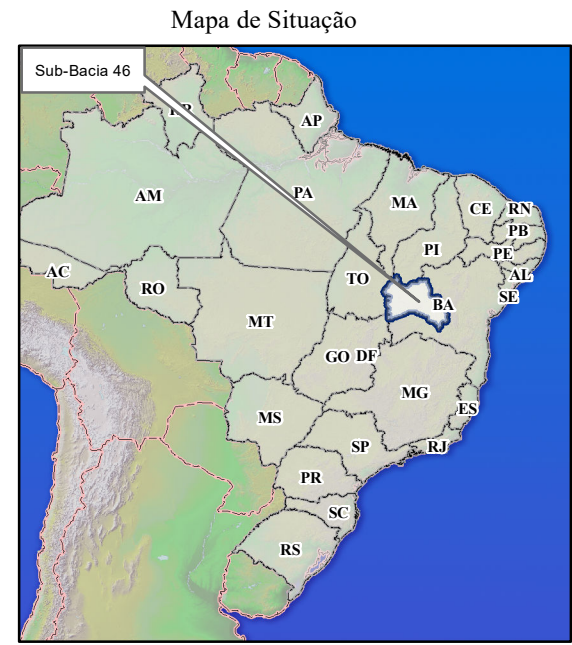 Mapa de Situação
Sub-Bacia 46
AP
AM
PA
MA
CE
RN
PB
PI
PE
AL
SE
AC
RO
TO
BA
MT
GO
DF
MG
ES
MS
SP
RJ
PR
SC
RS